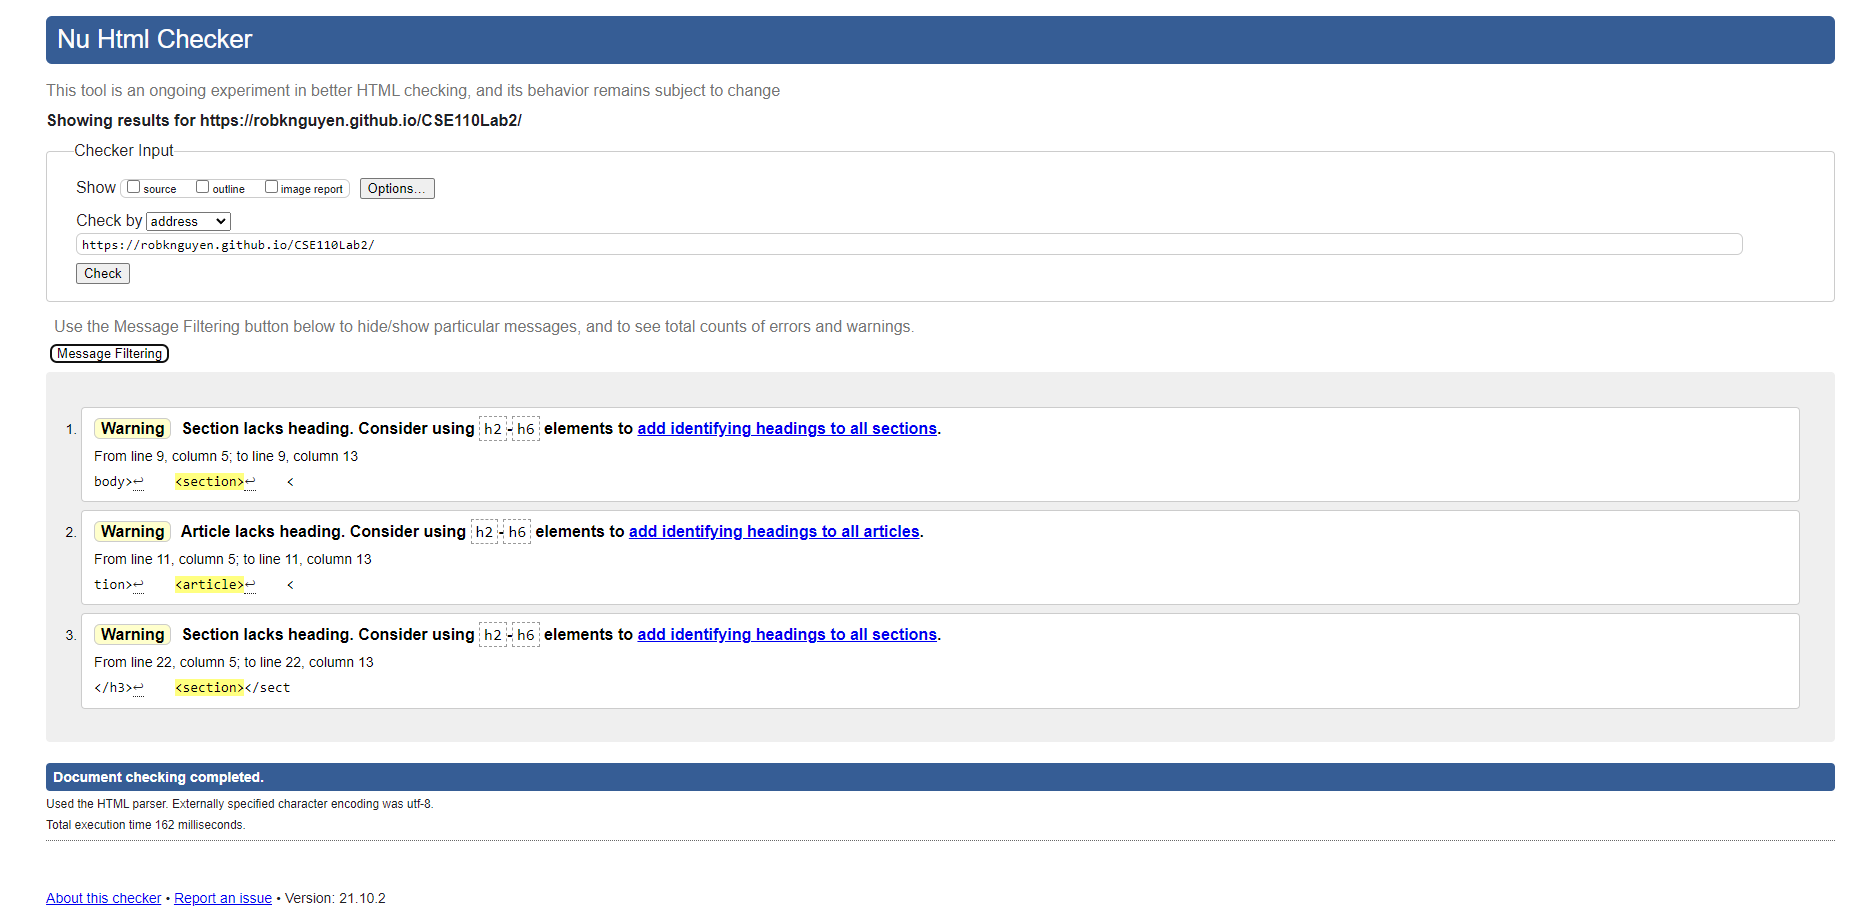 Nu Html Checker
This tool is an ongoing experiment in better HTML checking, and its behavior remains subject to change
Showing results for https://robknguyen.github.io/CSE110Lab2/
Checker Input
Show source outline image report Options...
Check by address
https://robknguyen.github.io/CSE110Lab2/
Check
Use the Message Filtering button below to hide/show particular messages, and to see total counts of errors and warnings.
Message Filtering
1. Warning Section lacks heading. Consider using h2-h6 elements to add identifying headings to all sections.
From line 9, column 5; to line 9, column 13
body>↩ <section>↩ <
2. Warning Article lacks heading. Consider using h2-h6 elements to add identifying headings to all articles.
From line 11, column 5; to line 11, column 13
tion>↩ <article>↩ <
3. Warning Section lacks heading. Consider using h2-h6 elements to add identifying headings to all sections.
From line 22, column 5; to line 22, column 13
</h3>↩ <section></sect
Document checking completed.
Used the HTML parser. Externally specified character encoding was utf-8.
Total execution time 162 milliseconds.
About this checker • Report an issue • Version: 21.10.2